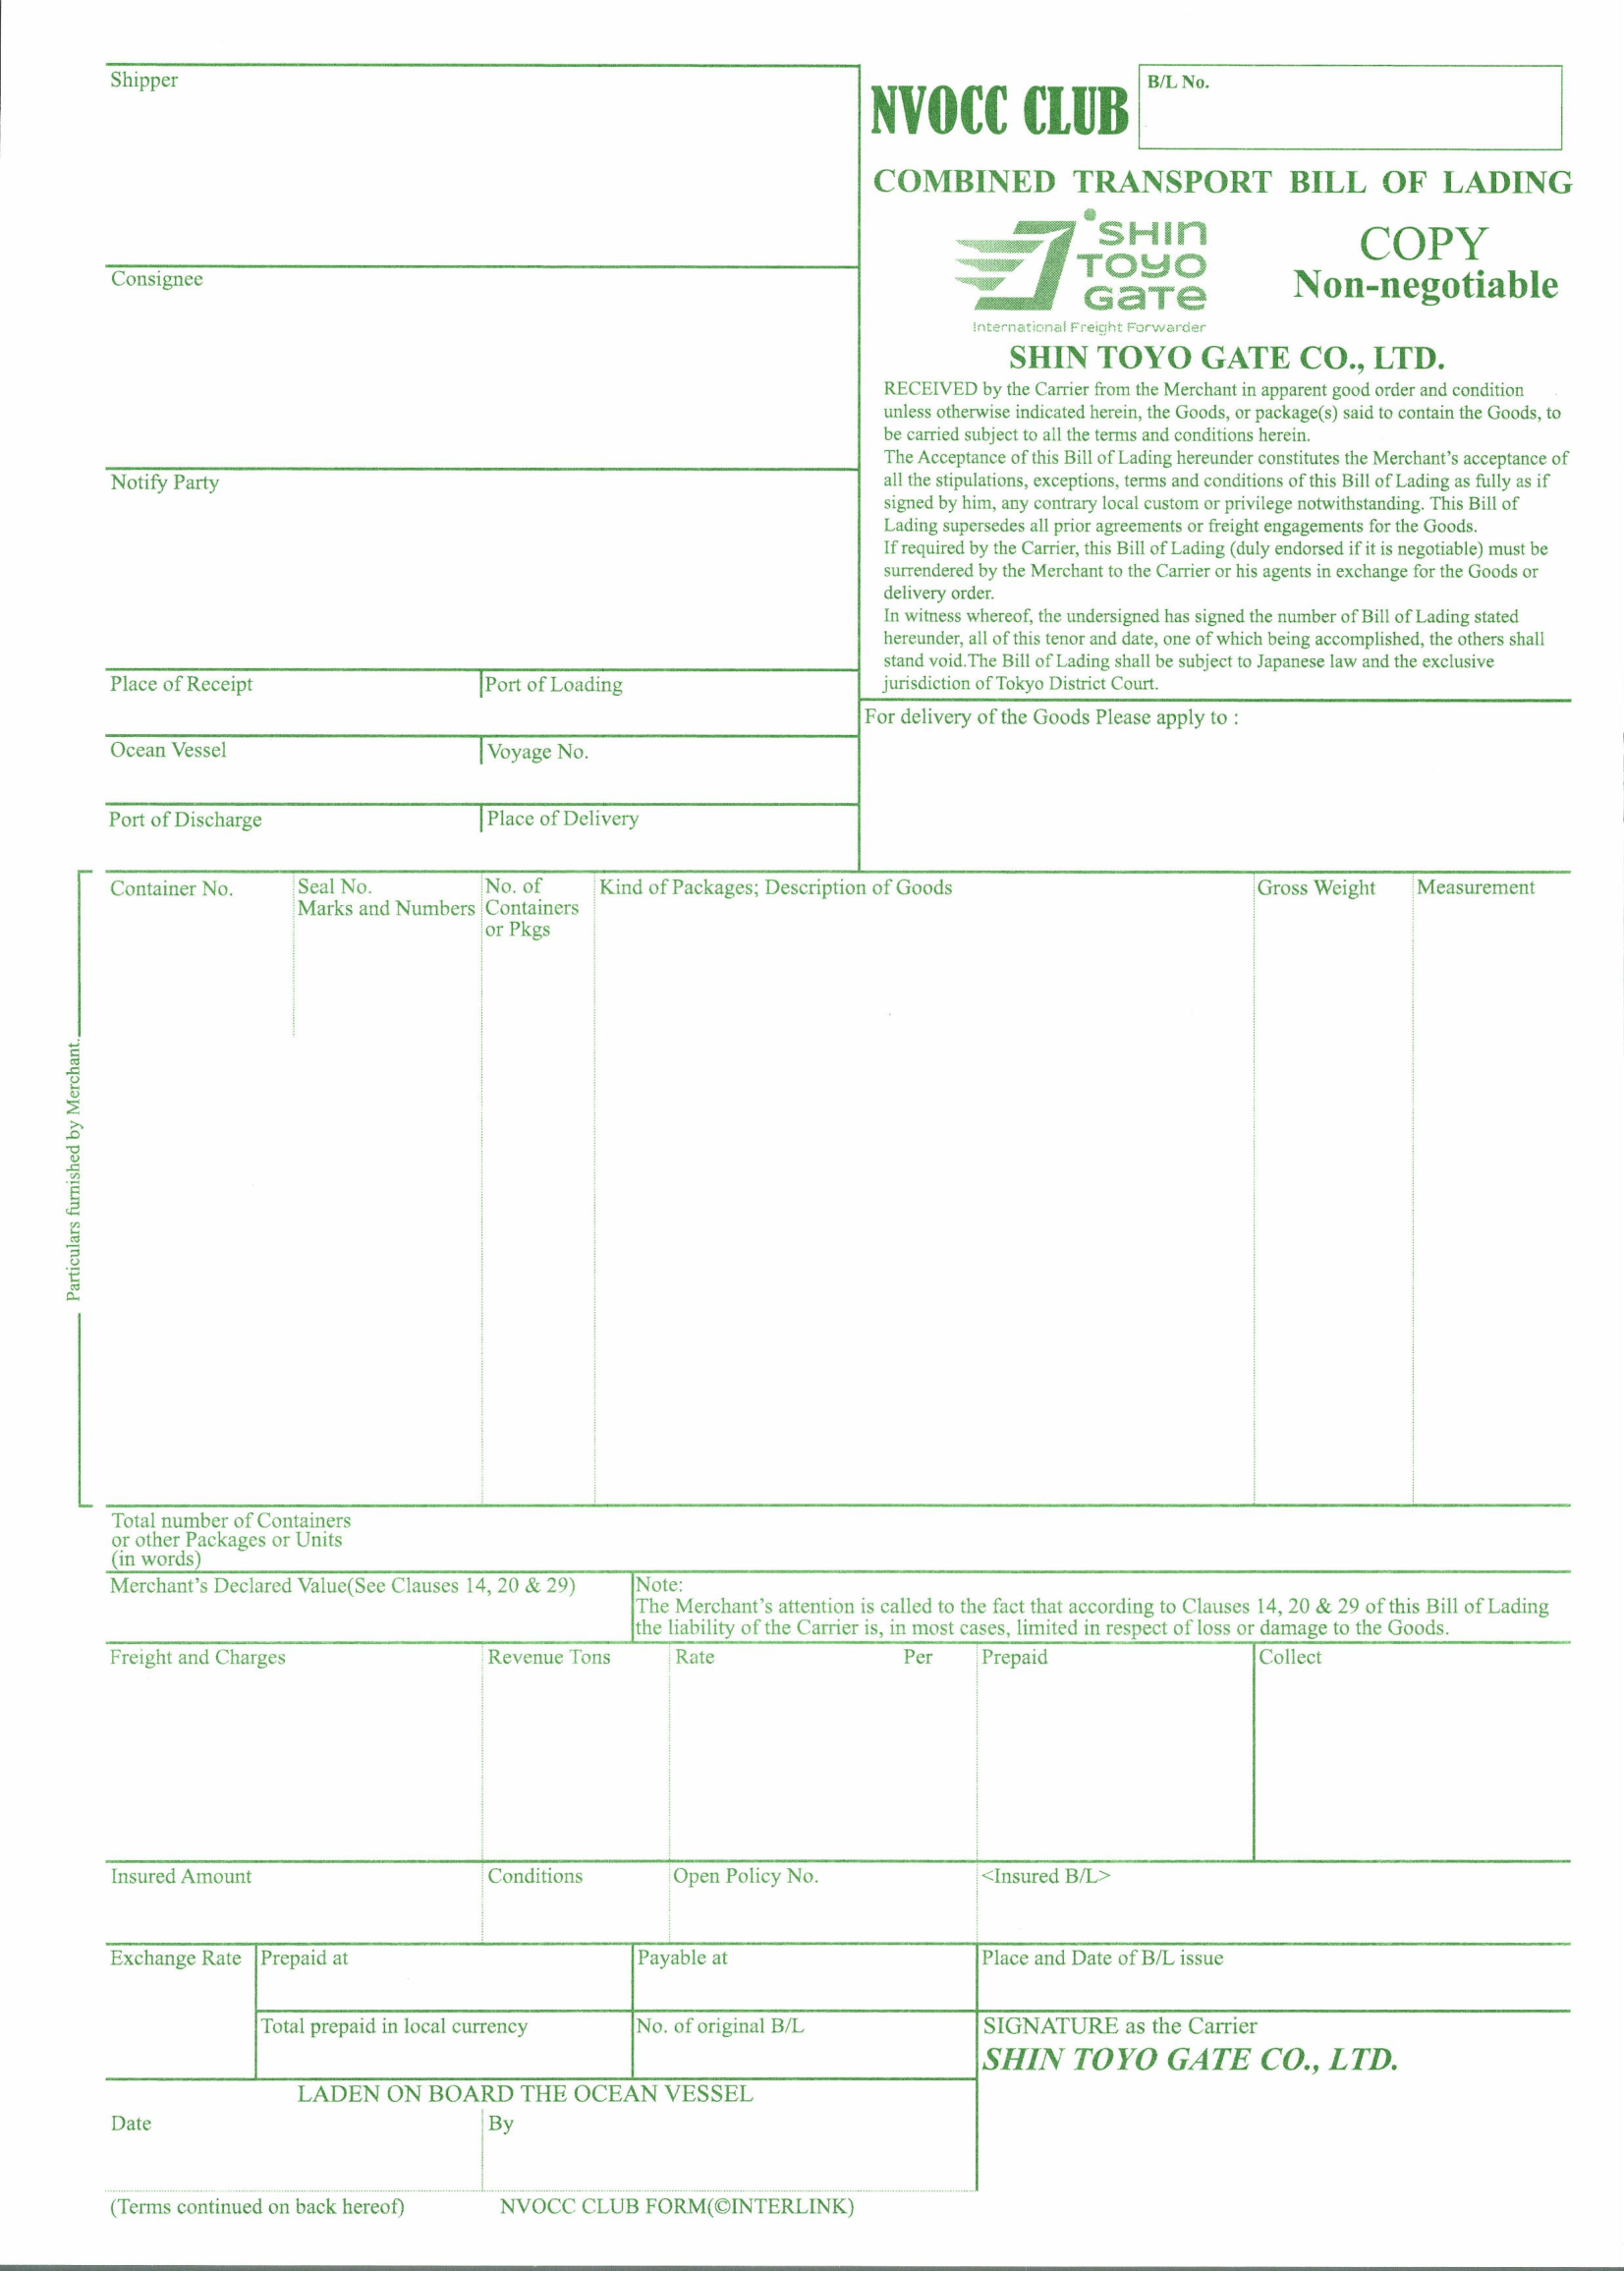 Shipper
NVOCC CLUB
B/L No.
COMBINED TRANSPORT BILL OF LADING
SHIN
TOYO
GATE
International Freight Forwarder
COPY
Non-negotiable
SHIN TOYO GATE CO., LTD.
Consignee
Notify Party
RECEIVED by the Carrier from the Merchant in apparent good order and condition
unless otherwise indicated herein, the Goods, or package(s) said to contain the Goods, to
be carried subject to all the terms and conditions herein.
The Acceptance of this Bill of Lading hereunder constitutes the Merchant's acceptance of
all the stipulations, exceptions, terms and conditions of this Bill of Lading as fully as if
signed by him, any contrary local custom or privilege notwithstanding. This Bill of
Lading supersedes all prior agreements or freight engagements for the Goods.
If required by the Carrier, this Bill of Lading (duly endorsed if it is negotiable) must be
surrendered by the Merchant to the Carrier or his agents in exchange for the Goods or
delivery order.
In witness whereof, the undersigned has signed the number of Bill of Lading stated
hereunder, all of this tenor and date, one of which being accomplished, the others shall
stand void.The Bill of Lading shall be subject to Japanese law and the exclusive
jurisdiction of Tokyo District Court.
Place of Receipt
Port of Loading
For delivery of the Goods Please apply to :
Ocean Vessel
Voyage No.
Port of Discharge
Place of Delivery
Particulars furnished by Merchant.
Container No.
Seal No.
Marks and Numbers
No. of
Containers
or Pkgs
Kind of Packages; Description of Goods
Gross Weight
Measurement
Total number of Containers
or other Packages or Units
(in words)
Merchant's Declared Value(See Clauses 14, 20 & 29)
Note:
The Merchant's attention is called to the fact that according to Clauses 14, 20 & 29 of this Bill of Lading
the liability of the Carrier is, in most cases, limited in respect of loss or damage to the Goods.
Freight and Charges
Revenue Tons
Rate
Per
Prepaid
Collect
Insured Amount
Conditions
Open Policy No.
<Insured B/L>
Exchange Rate
Prepaid at
Payable at
Place and Date of B/L issue
Total prepaid in local currency
No. of original B/L
SIGNATURE as the Carrier
SHIN TOYO GATE CO., LTD.
LADEN ON BOARD THE OCEAN VESSEL
Date
By
(Terms continued on back hereof)
NVOCC CLUB FORM(©INTERLINK)